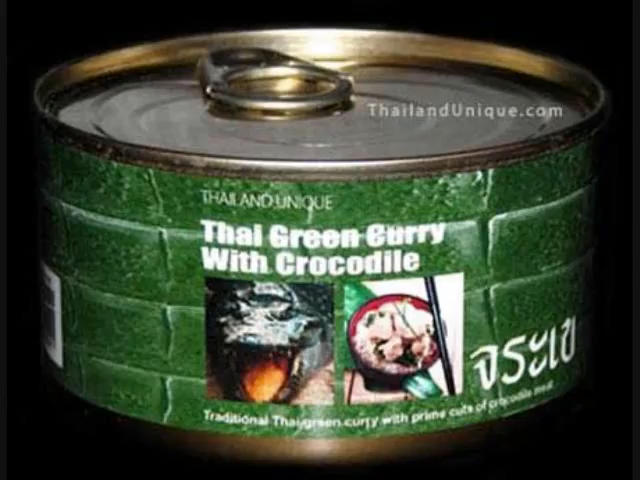 ThailandUnique.com
THAILAND UNIQUE
Thai Green Curry
With Crocodile
จระเข
Traditional Thai green curry with prime cuts of crocodile meat